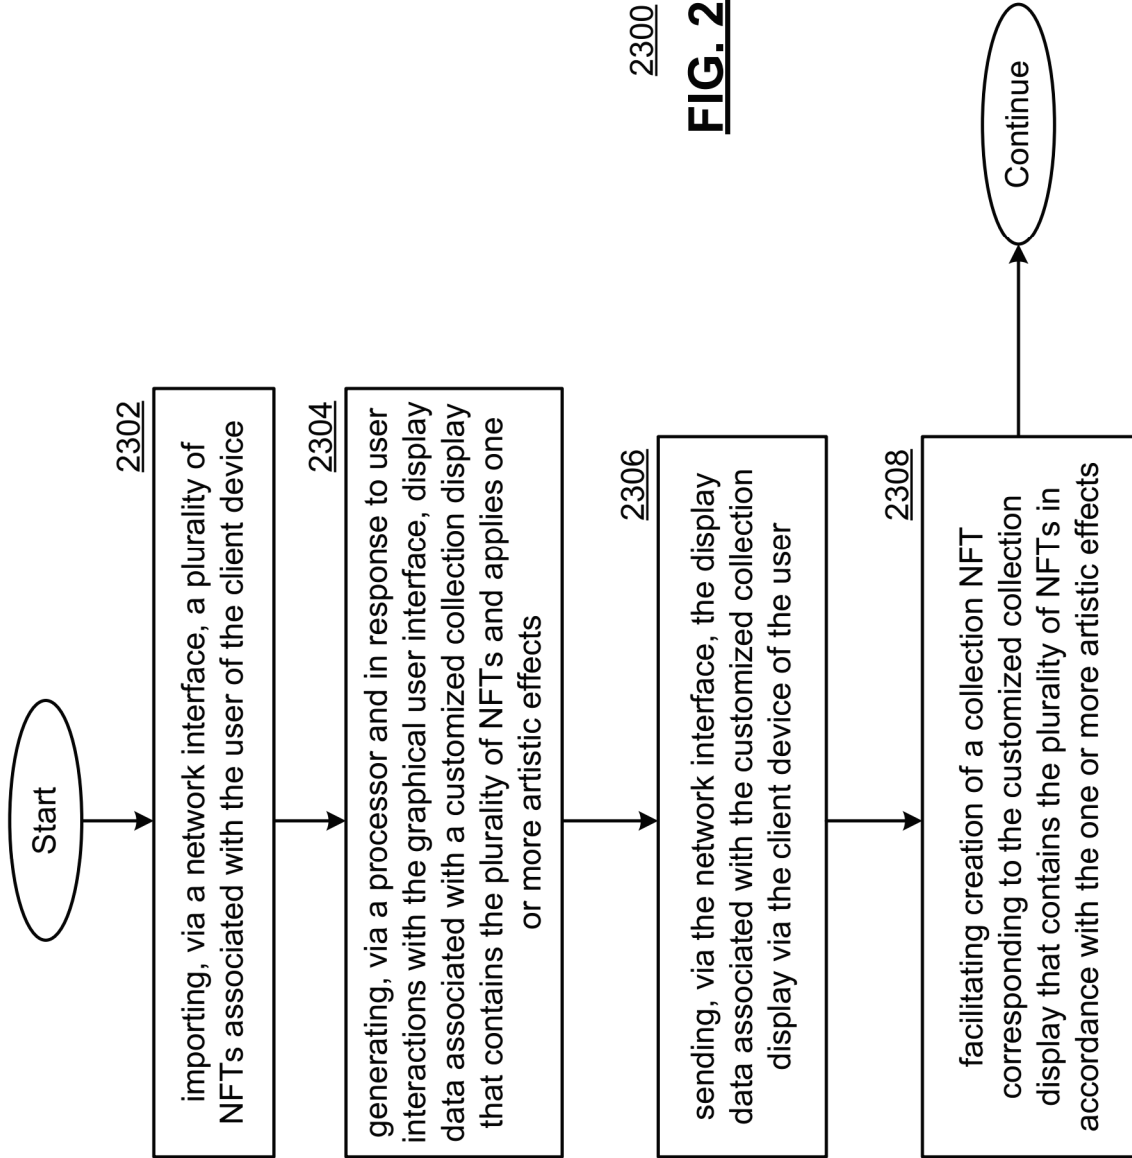 Start
2302
importing, via a network interface, a plurality of
NFTs associated with the user of the client device
2304
generating, via a processor and in response to user
interactions with the graphical user interface, display
data associated with a customized collection display
that contains the plurality of NFTs and applies one
or more artistic effects
2306
sending, via the network interface, the display
data associated with the customized collection
display via the client device of the user
2308
facilitating creation of a collection NFT
corresponding to the customized collection
display that contains the plurality of NFTs in
accordance with the one or more artistic effects
Continue
2300
FIG. 2